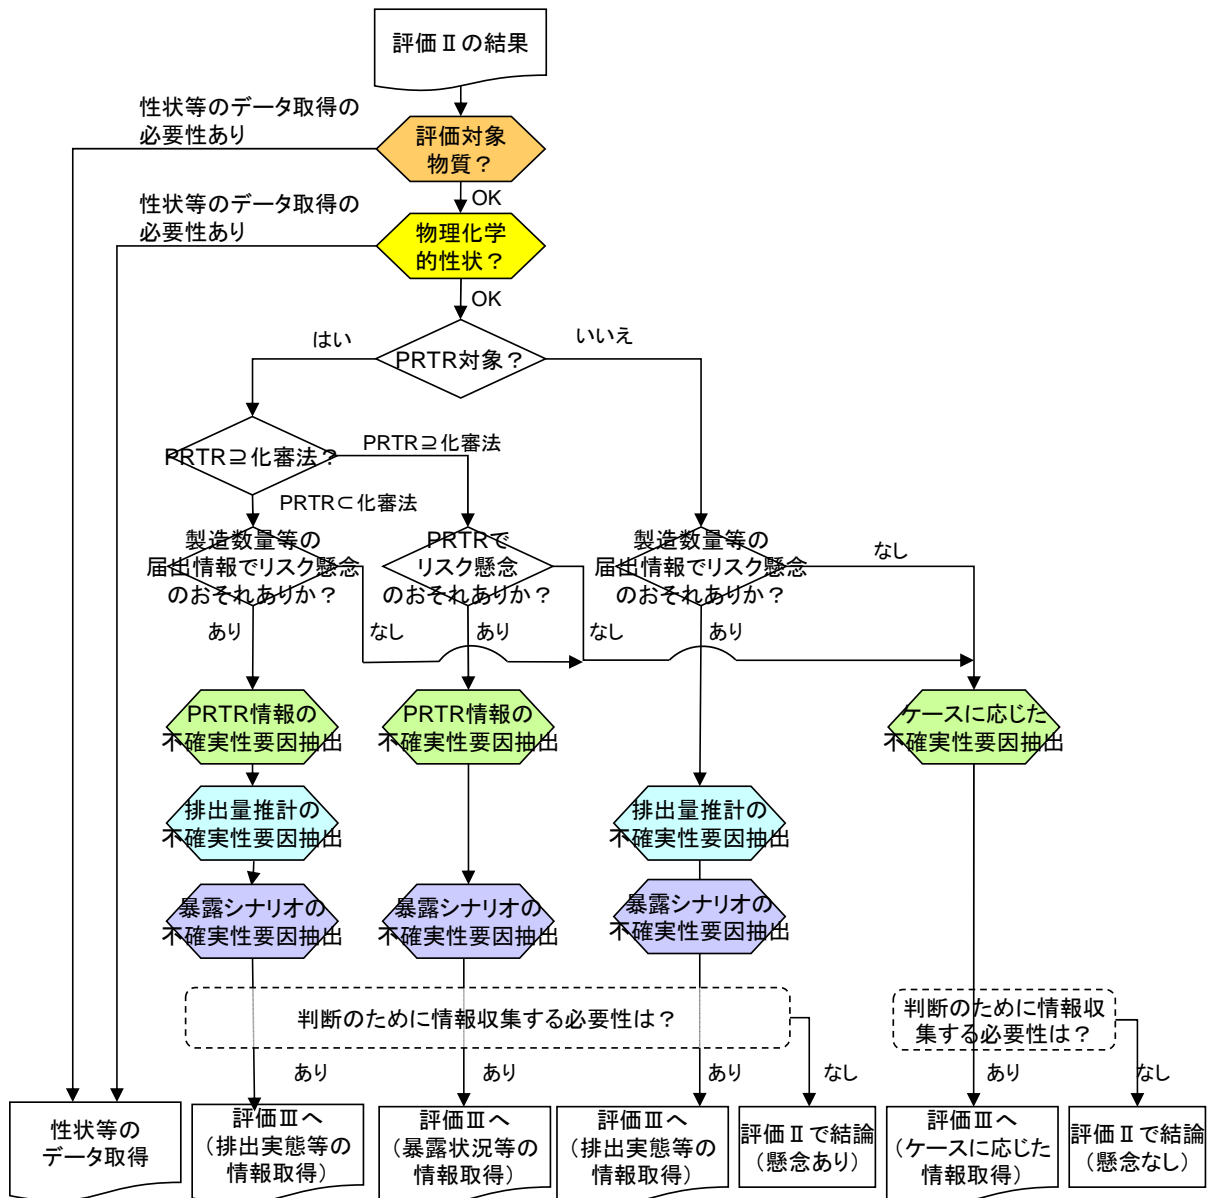 評価Ⅱの結果
性状等のデータ取得の
必要性あり
評価対象
物質？
OK
性状等のデータ取得の
必要性あり
物理化学
的性状？
OK
はい
PRTR対象？
いいえ
PRTR⊇化審法？
PRTR⊇化審法
PRTR⊂化審法
製造数量等の
届出情報でリスク懸念
のおそれありか？
PRTRで
リスク懸念
のおそれありか？
製造数量等の
届出情報でリスク懸念
のおそれありか？
なし
あり
なし
あり
なし
あり
PRTR情報の
不確実性要因抽出
PRTR情報の
不確実性要因抽出
ケースに応じた
不確実性要因抽出
排出量推計の
不確実性要因抽出
排出量推計の
不確実性要因抽出
暴露シナリオの
不確実性要因抽出
暴露シナリオの
不確実性要因抽出
暴露シナリオの
不確実性要因抽出
判断のために情報収集する必要性は？
判断のために情報収
集する必要性は？
あり
あり
あり
なし
あり
なし
性状等の
データ取得
評価Ⅲへ
（排出実態等の
情報取得）
評価Ⅲへ
（暴露状況等の
情報取得）
評価Ⅲへ
（排出実態等の
情報取得）
評価Ⅱで結論
（懸念あり）
評価Ⅲへ
（ケースに応じた
情報取得）
評価Ⅱで結論
（懸念なし）